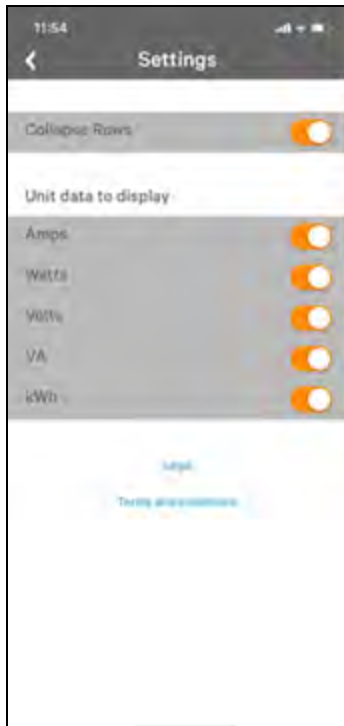 11:54
Settings
Collapse Rows
Unit data to display
Amps
Watts
Volts
VA
kWh
Legal
Terms and conditions